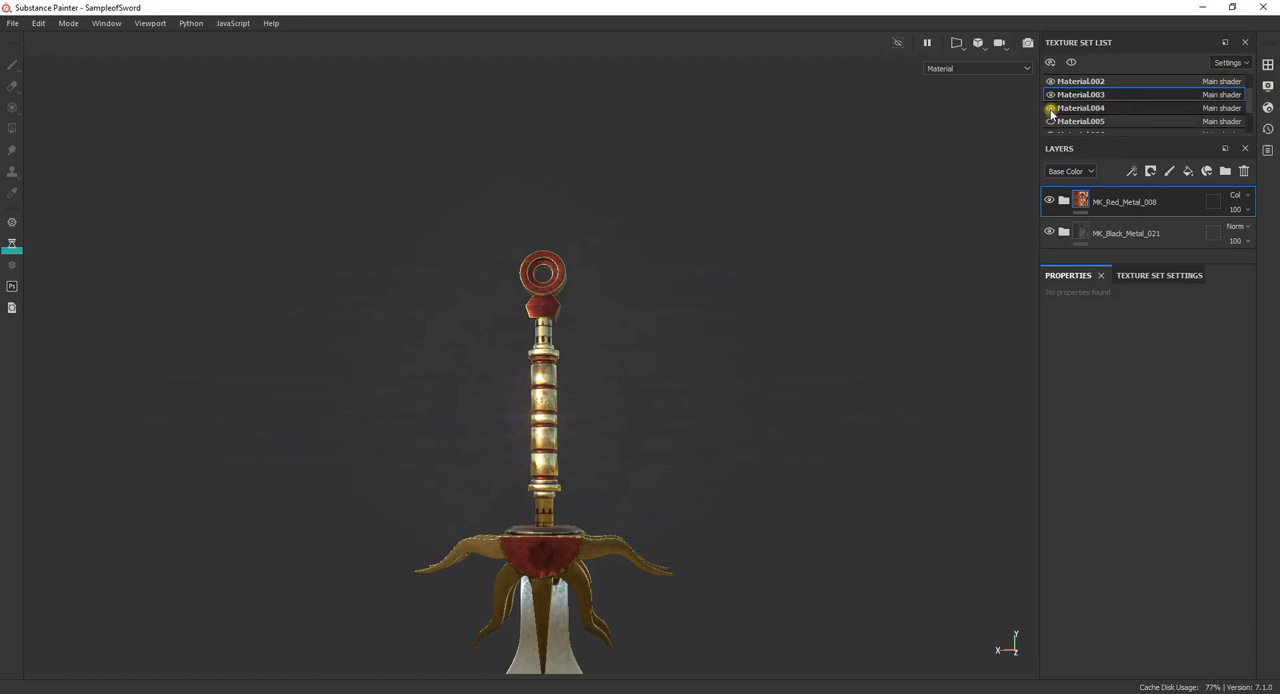 Substance Painter - SampleofSword
File Edit Mode Window Viewport Python JavaScript Help
Material
TEXTURE SET LIST
Settings
Material.002 Main shader
Material.003 Main shader
Material.004 Main shader
Material.005 Main shader
LAYERS
Base Color
MK_Red_Metal_008 Col 100
MK_Black_Metal_021 Norm 100
PROPERTIES TEXTURE SET SETTINGS
No properties found
Ps
Y
X Z
Cache Disk Usage: 77% | Version: 7.1.0